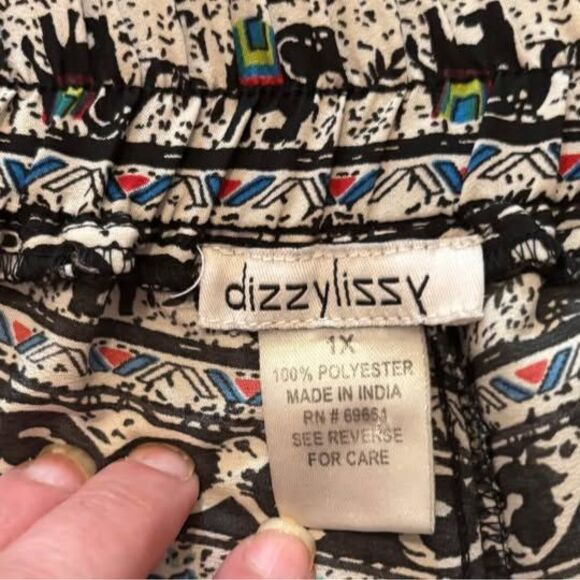 dizzylissy
1X
100% POLYESTER
MADE IN INDIA
RN # 69651
SEE REVERSE
FOR CARE